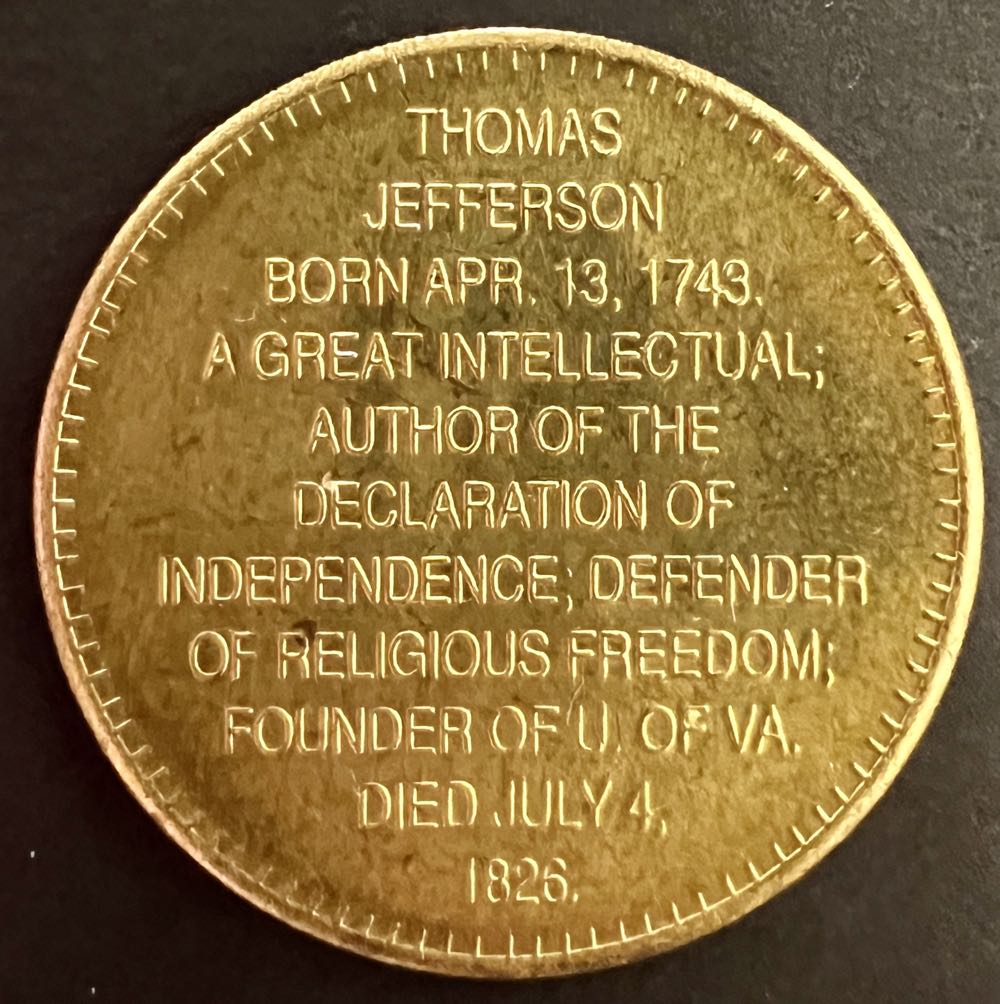 THOMAS
JEFFERSON
BORN APR. 13, 1743.
A GREAT INTELLECTUAL;
AUTHOR OF THE
DECLARATION OF
INDEPENDENCE; DEFENDER
OF RELIGIOUS FREEDOM;
FOUNDER OF U. OF VA.
DIED JULY 4,
1826.